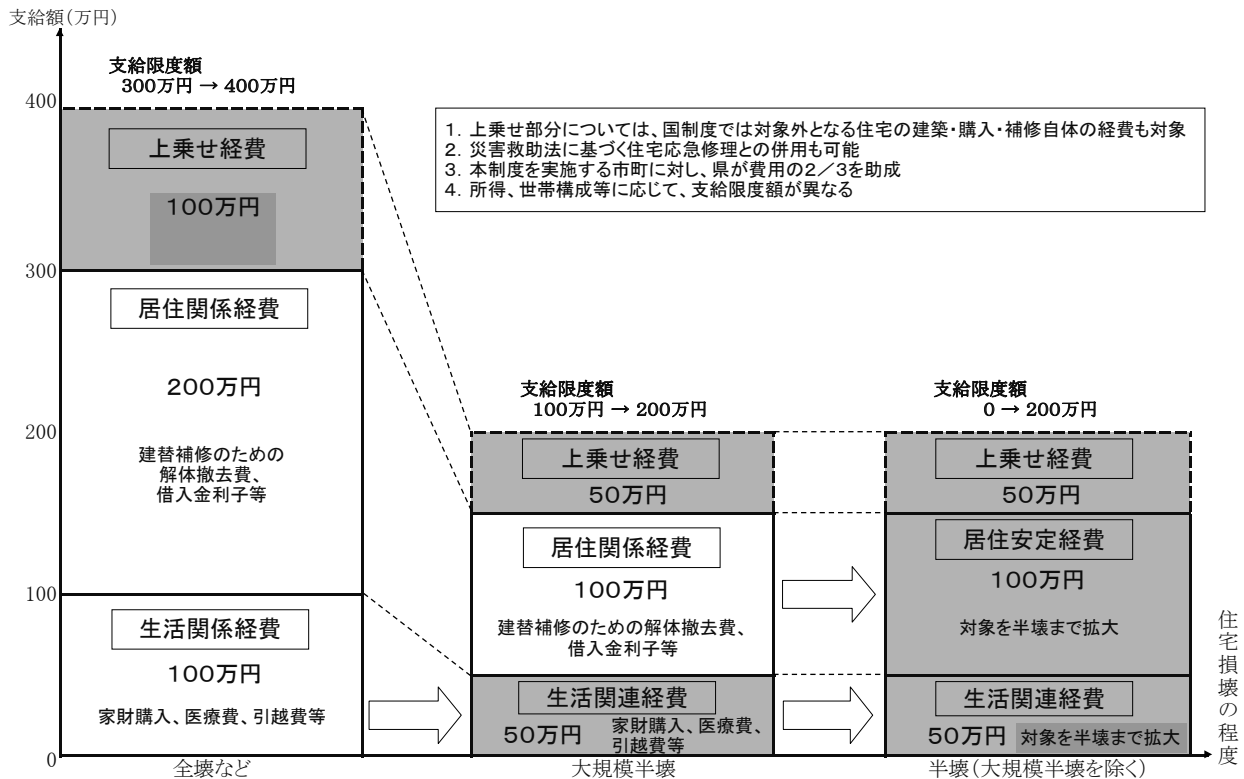 支給額(万円)
支給限度額
300万円 → 400万円
400
300
200
100
0
上乗せ経費
100万円
居住関係経費
200万円
建替補修のための
解体撤去費、
借入金利子等
生活関係経費
100万円
家財購入、医療費、引越費等
全壊など
1. 上乗せ部分については、国制度では対象外となる住宅の建築・購入・補修自体の経費も対象
2. 災害救助法に基づく住宅応急修理との併用も可能
3. 本制度を実施する市町に対し、県が費用の2/3を助成
4. 所得、世帯構成等に応じて、支給限度額が異なる
支給限度額
100万円 → 200万円
上乗せ経費
50万円
居住関係経費
100万円
建替補修のための解体撤去費、
借入金利子等
生活関連経費
50万円
家財購入、医療費、
引越費等
大規模半壊
支給限度額
0 → 200万円
上乗せ経費
50万円
居住安定経費
100万円
対象を半壊まで拡大
生活関連経費
50万円
対象を半壊まで拡大
半壊(大規模半壊を除く)
住宅損壊の程度